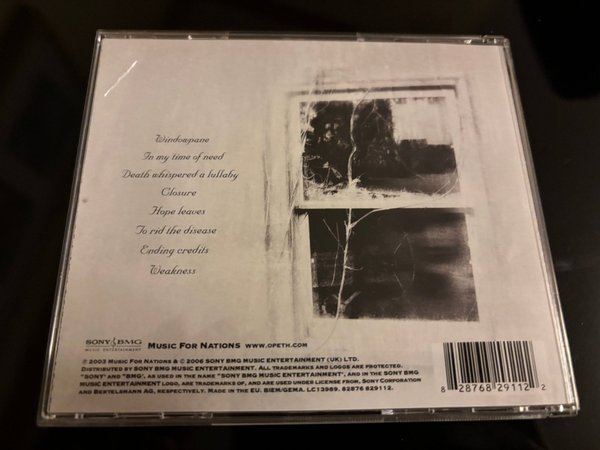 Windowpane
In my time of need
Death whispered a lullaby
Closure
Hope leaves
To rid the disease
Ending credits
Weakness
SONY BMG
MUSIC ENTERTAINMENT
MUSIC FOR NATIONS WWW.OPETH.COM
℗ 2003 MUSIC FOR NATIONS & © 2006 SONY BMG MUSIC ENTERTAINMENT (UK) LTD.
DISTRIBUTED BY SONY BMG MUSIC ENTERTAINMENT. ALL TRADEMARKS AND LOGOS ARE PROTECTED.
"SONY" AND "BMG", AS USED IN THE NAME "SONY BMG MUSIC ENTERTAINMENT", AND IN THE SONY BMG
MUSIC ENTERTAINMENT LOGO, ARE TRADEMARKS OF, AND ARE USED UNDER LICENSE FROM, SONY CORPORATION
AND BERTELSMANN AG, RESPECTIVELY. MADE IN THE EU. BIEM/GEMA. LC13989. 82876 829112.
8 28768 29112 2